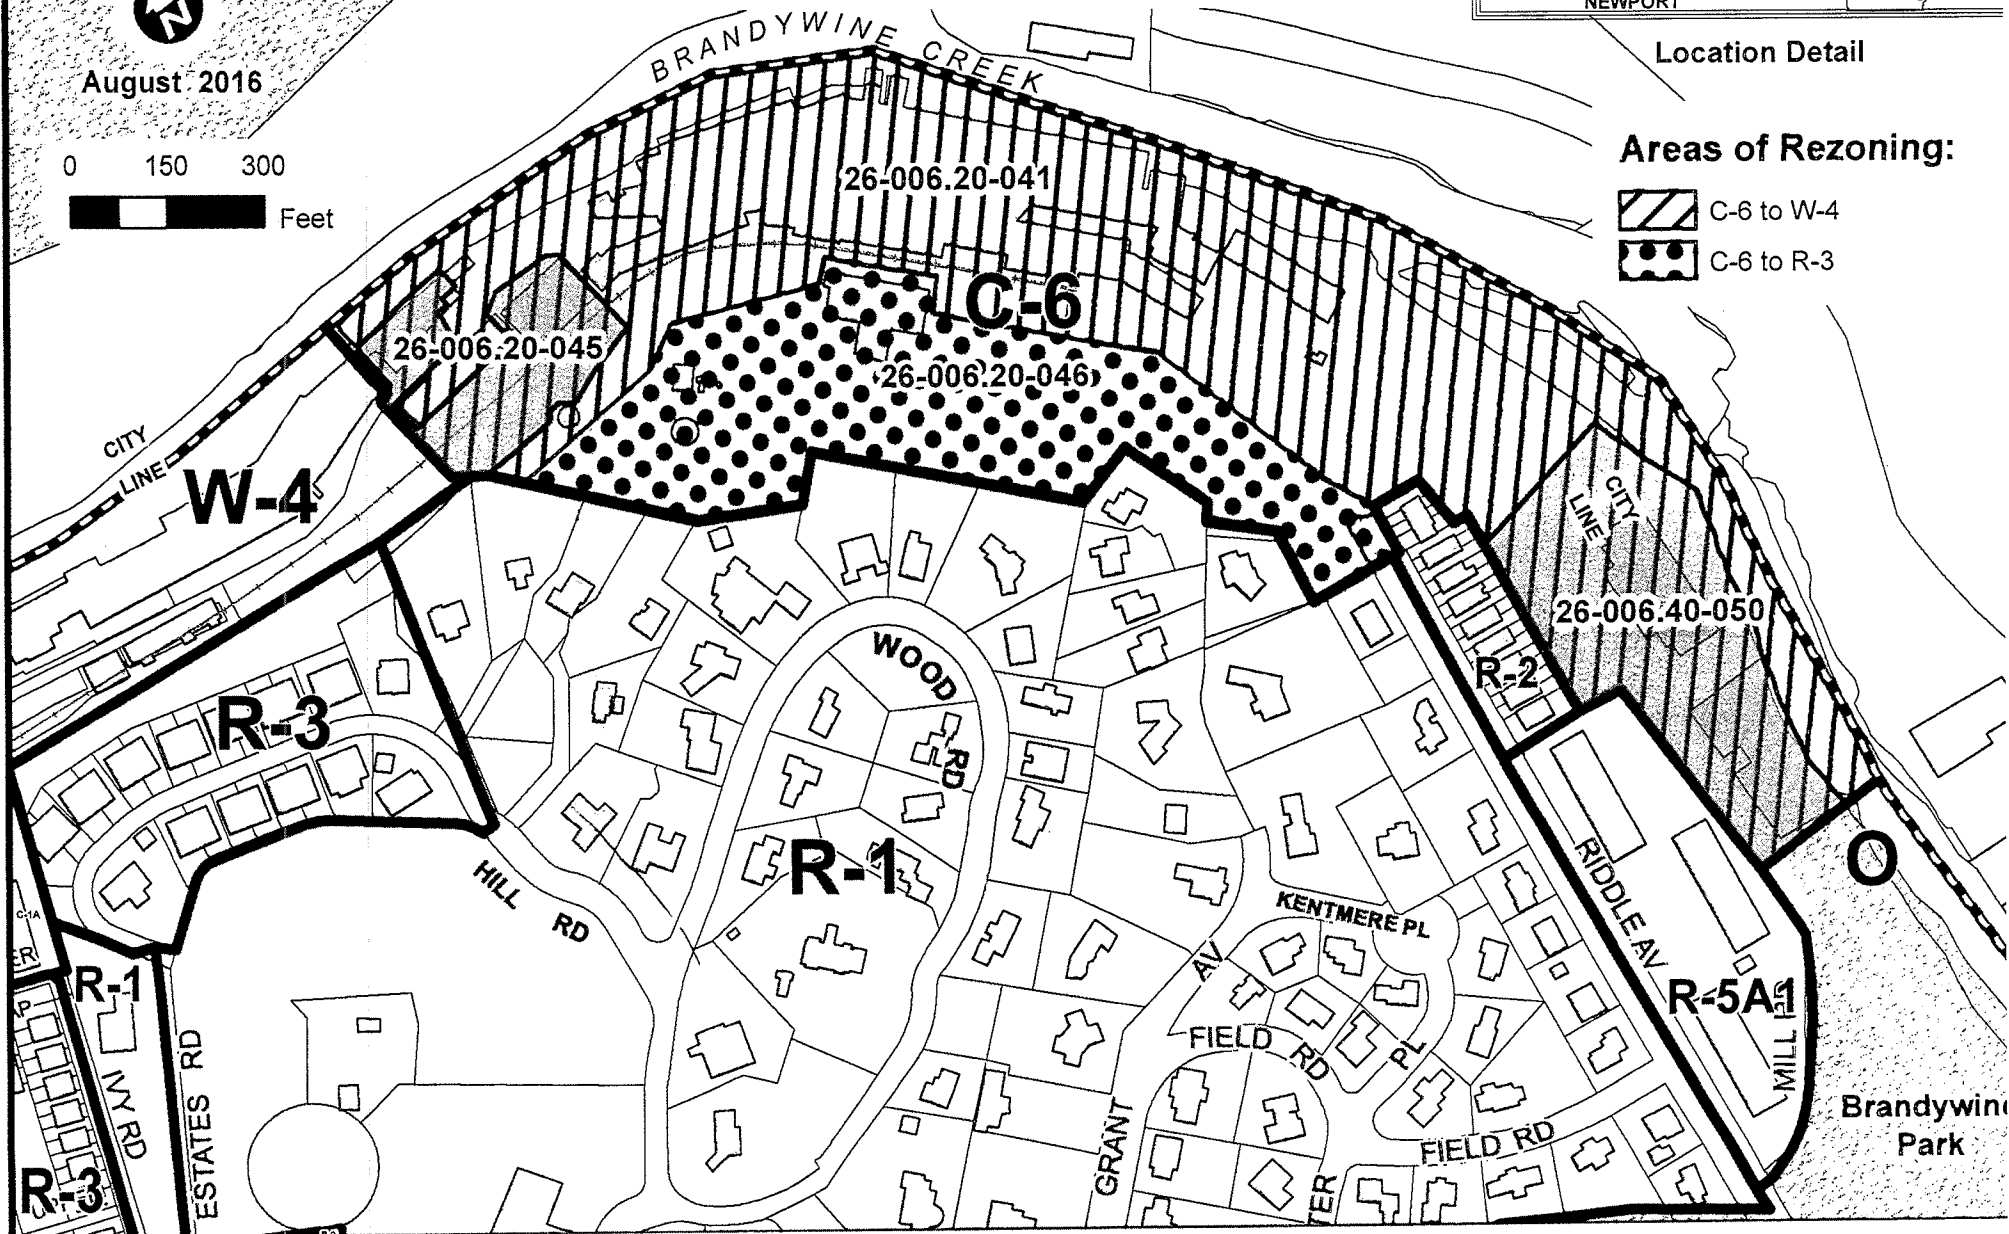 NEWPORT
Location Detail
N
August 2016
0 150 300
Feet
BRANDYWINE CREEK
Areas of Rezoning:
C-6 to W-4
C-6 to R-3
26-006.20-041
C-6
26-006.20-045
26-006.20-046
CITY
LINE
W-4
CITY
LINE
26-006.40-050
R-2
WOOD
RD
R-3
R-1
HILL RD
KENTMERE PL
AV
RIDDLE AV
O
C-1A
ER
R-1
R-5A1
MILL
FIELD RD
PL
IVY RD
ESTATES RD
GRANT
FIELD RD
Brandywine
Park
R-3
TER